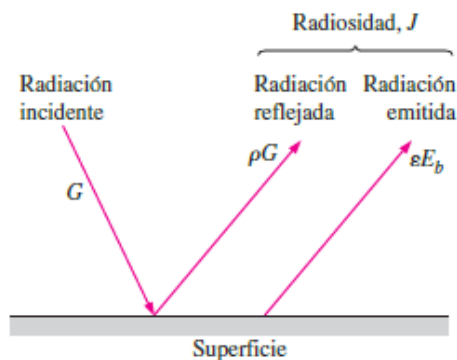 Radiosidad, J
Radiación
incidente
Radiación
reflejada
Radiación
emitida
G
ρG
εE_b
Superficie